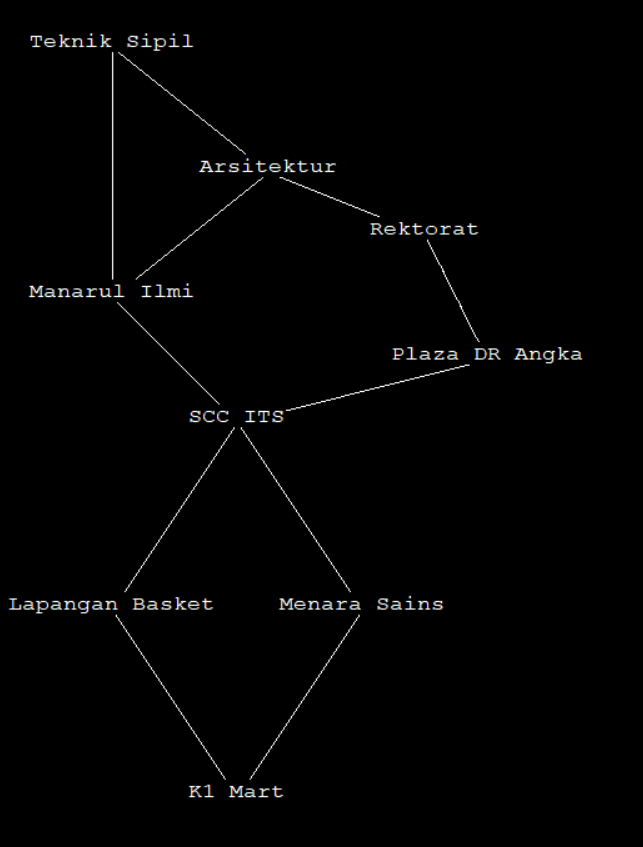 Teknik Sipil
Arsitektur
Rektorat
Manarul Ilmi
Plaza DR Angka
SCC ITS
Lapangan Basket
Menara Sains
K1 Mart